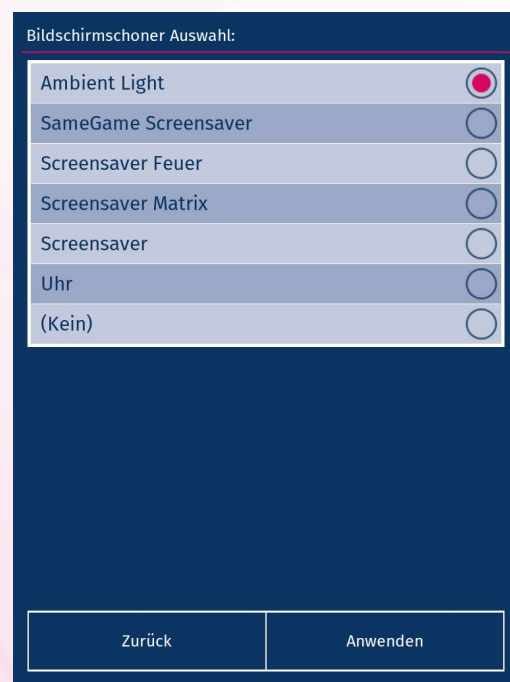 Bildschirmschoner Auswahl:
Ambient Light
SameGame Screensaver
Screensaver Feuer
Screensaver Matrix
Screensaver
Uhr
(Kein)
Zurück
Anwenden